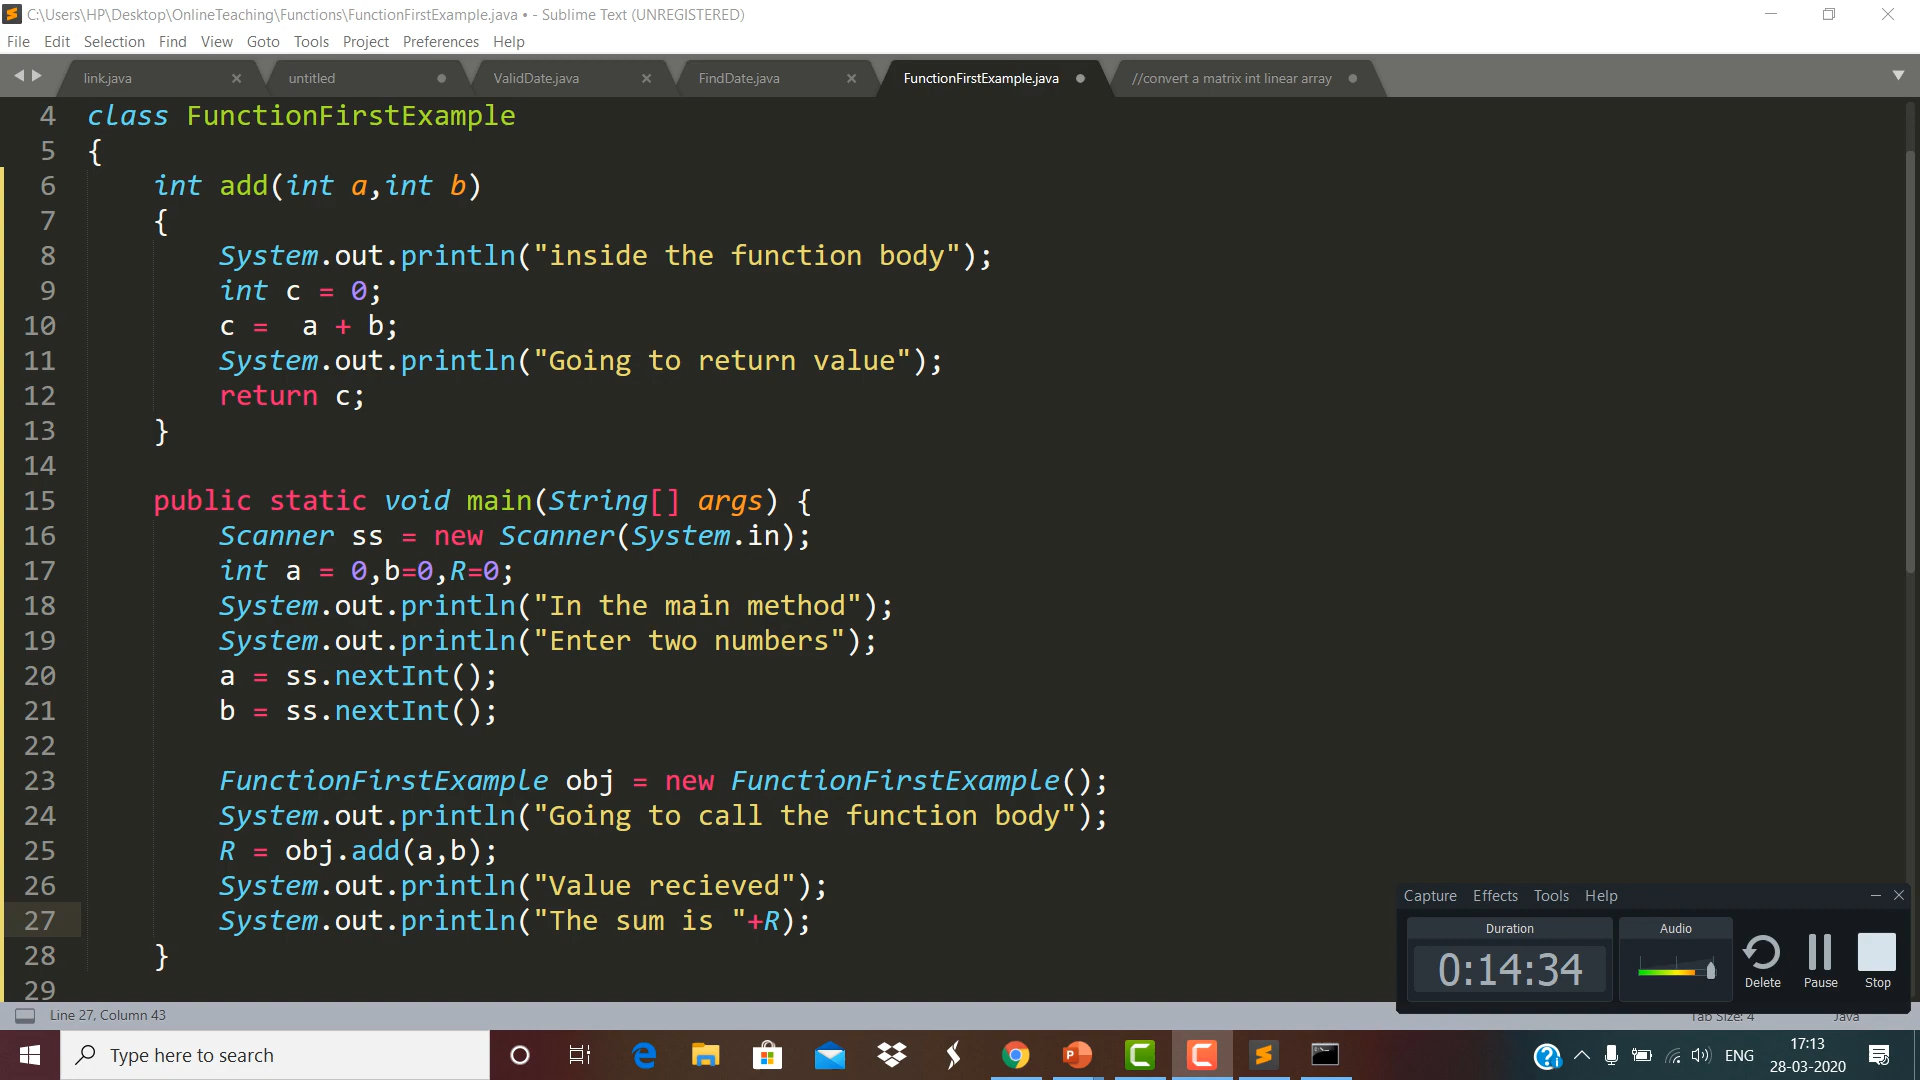 C:\Users\HP\Desktop\OnlineTeaching\Functions\FunctionFirstExample.java • - Sublime Text (UNREGISTERED)
File Edit Selection Find View Goto Tools Project Preferences Help
link.java untitled ValidDate.java FindDate.java FunctionFirstExample.java //convert a matrix int linear array
4 class FunctionFirstExample
5 {
6 int add(int a,int b)
7 {
8 System.out.println("inside the function body");
9 int c = 0;
10 c =  a + b;
11 System.out.println("Going to return value");
12 return c;
13 }
14
15 public static void main(String[] args) {
16 Scanner ss = new Scanner(System.in);
17 int a = 0,b=0,R=0;
18 System.out.println("In the main method");
19 System.out.println("Enter two numbers");
20 a = ss.nextInt();
21 b = ss.nextInt();
22
23 FunctionFirstExample obj = new FunctionFirstExample();
24 System.out.println("Going to call the function body");
25 R = obj.add(a,b);
26 System.out.println("Value recieved");
27 System.out.println("The sum is "+R);
28 }
29
Capture Effects Tools Help
Duration Audio
0:14:34
Delete Pause Stop
Line 27, Column 43 Tab Size: 4 Java
Type here to search
ENG 17:13
28-03-2020